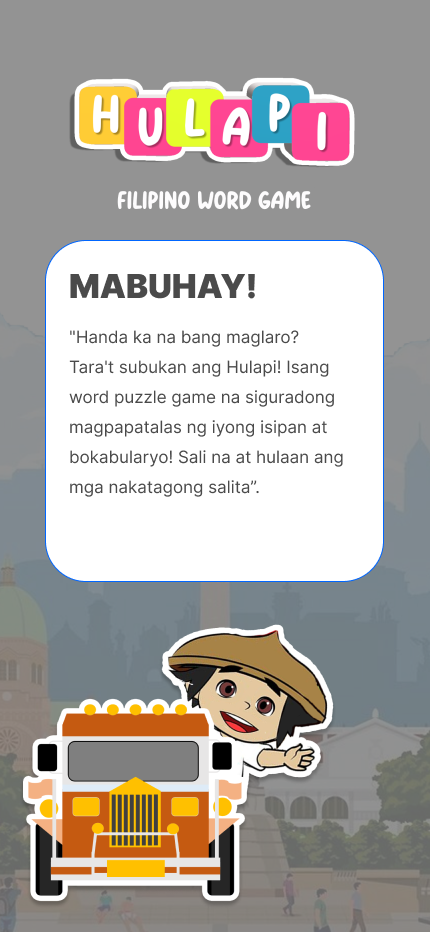 HULAPI
FILIPINO WORD GAME
MABUHAY!
"Handa ka na bang maglaro?
Tara't subukan ang Hulapi! Isang
word puzzle game na siguradong
magpapatalas ng iyong isipan at
bokabularyo! Sali na at hulaan ang
mga nakatagong salita”.